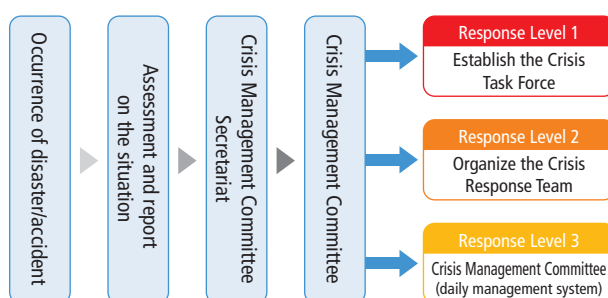 Occurrence of disaster/accident
Assessment and report
on the situation
Crisis Management Committee
Secretariat
Crisis Management Committee
Response Level 1
Establish the Crisis
Task Force
Response Level 2
Organize the Crisis
Response Team
Response Level 3
Crisis Management Committee
(daily management system)